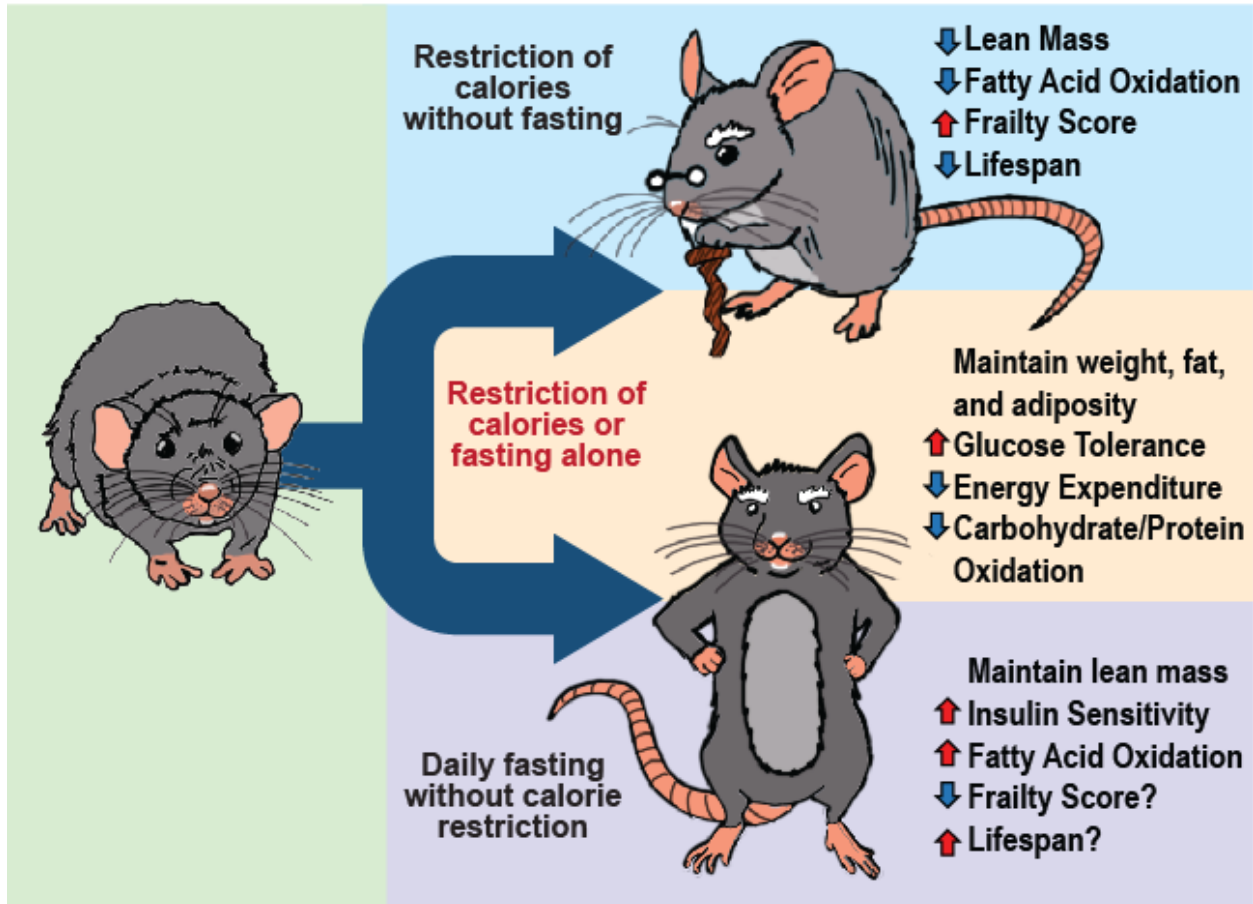 Restriction of
calories
without fasting
Lean Mass
Fatty Acid Oxidation
Frailty Score
Lifespan
Restriction of
calories or
fasting alone
Maintain weight, fat,
and adiposity
Glucose Tolerance
Energy Expenditure
Carbohydrate/Protein
Oxidation
Daily fasting
without calorie
restriction
Maintain lean mass
Insulin Sensitivity
Fatty Acid Oxidation
Frailty Score?
Lifespan?